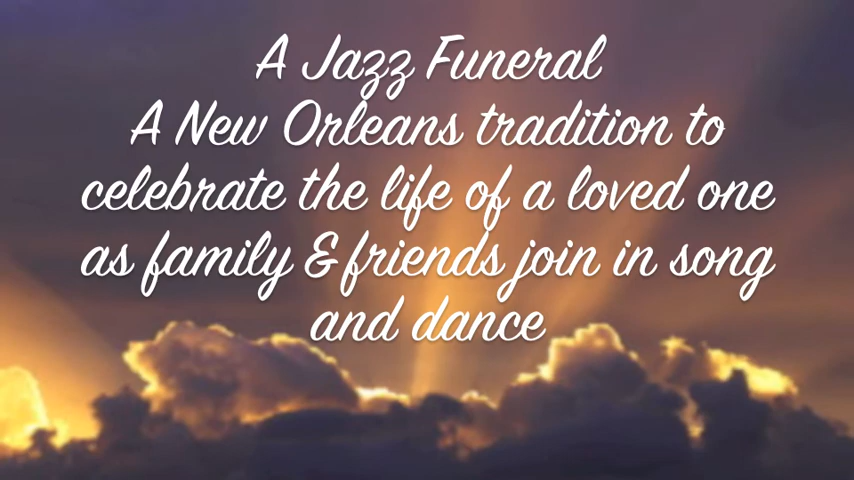 A Jazz Funeral
A New Orleans tradition to
celebrate the life of a loved one
as family & friends join in song
and dance